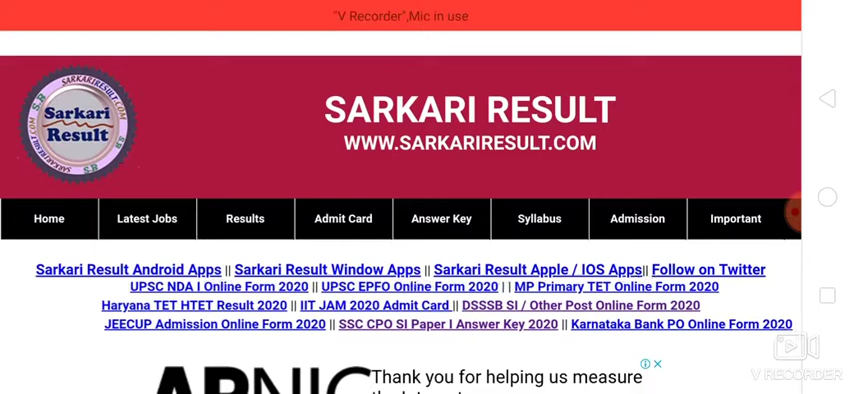 "V Recorder",Mic in use
SARKARIRESULT.COM
S.R
Sarkari
Result
S.R
SARKARIRESULT.COM
SARKARI RESULT
WWW.SARKARIRESULT.COM
Home Latest Jobs Results Admit Card Answer Key Syllabus Admission Important
Sarkari Result Android Apps || Sarkari Result Window Apps || Sarkari Result Apple / IOS Apps|| Follow on Twitter
UPSC NDA I Online Form 2020 || UPSC EPFO Online Form 2020 | | MP Primary TET Online Form 2020
Haryana TET HTET Result 2020 || IIT JAM 2020 Admit Card || DSSSB SI / Other Post Online Form 2020
JEECUP Admission Online Form 2020 || SSC CPO SI Paper I Answer Key 2020 || Karnataka Bank PO Online Form 2020
APNIC
Thank you for helping us measure
V RECORDER